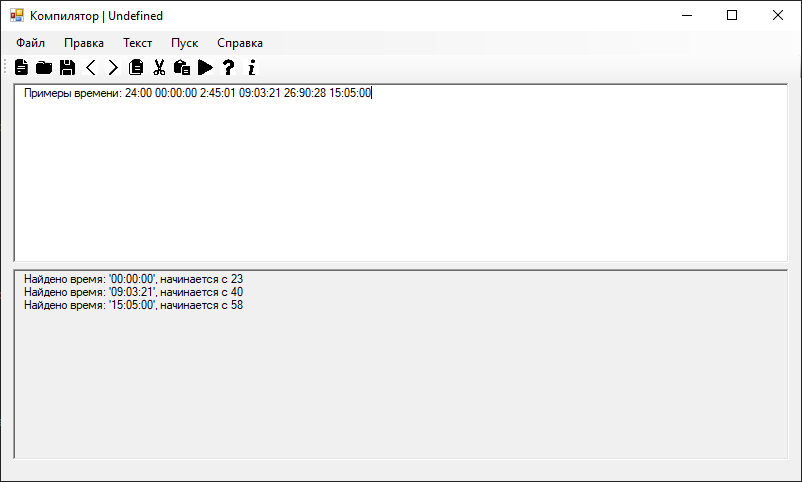 Компилятор | Undefined
Файл Правка Текст Пуск Справка
Примеры времени: 24:00 00:00:00 2:45:01 09:03:21 26:90:28 15:05:00
Найдено время: '00:00:00', начинается с 23
Найдено время: '09:03:21', начинается с 40
Найдено время: '15:05:00', начинается с 58